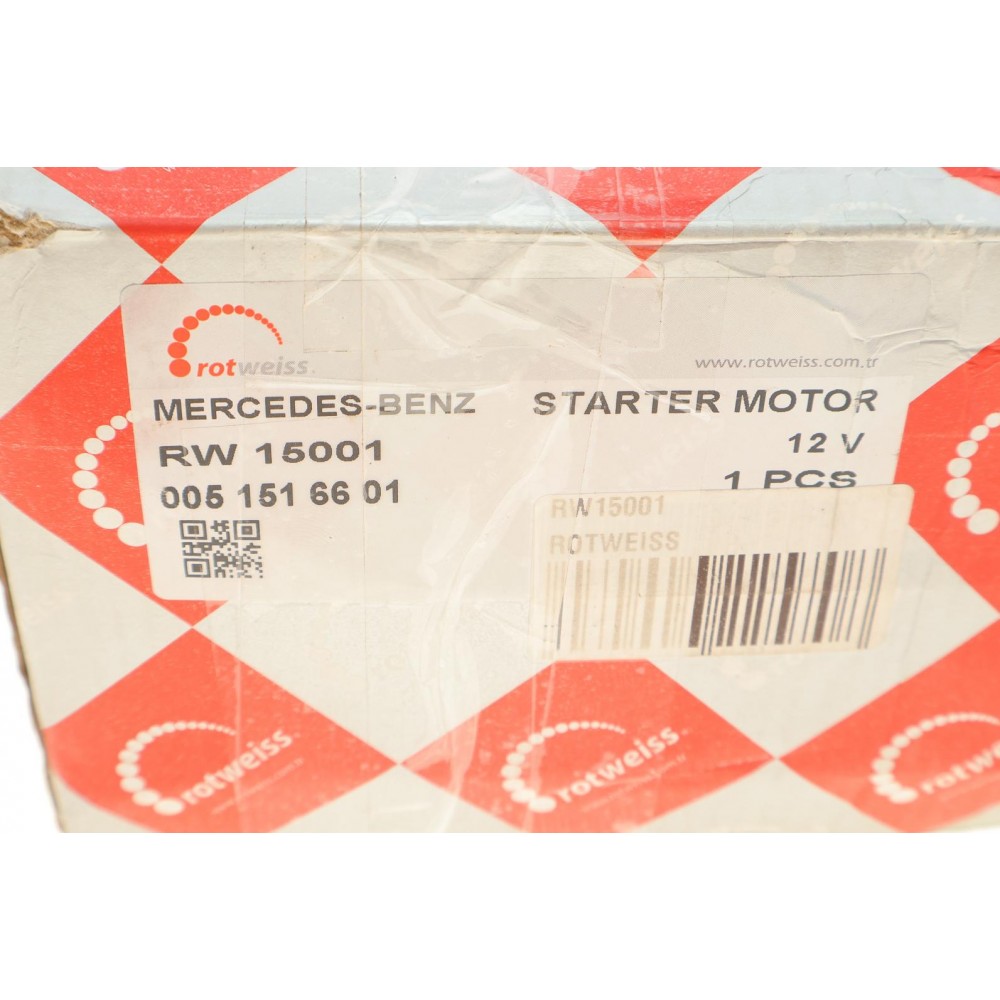 rotweiss
www.rotweiss.com.tr
MERCEDES-BENZ STARTER MOTOR
RW 15001 12 V
005 151 66 01 1 PCS
RW15001
ROTWEISS
rotweiss
rotweiss
rotweiss